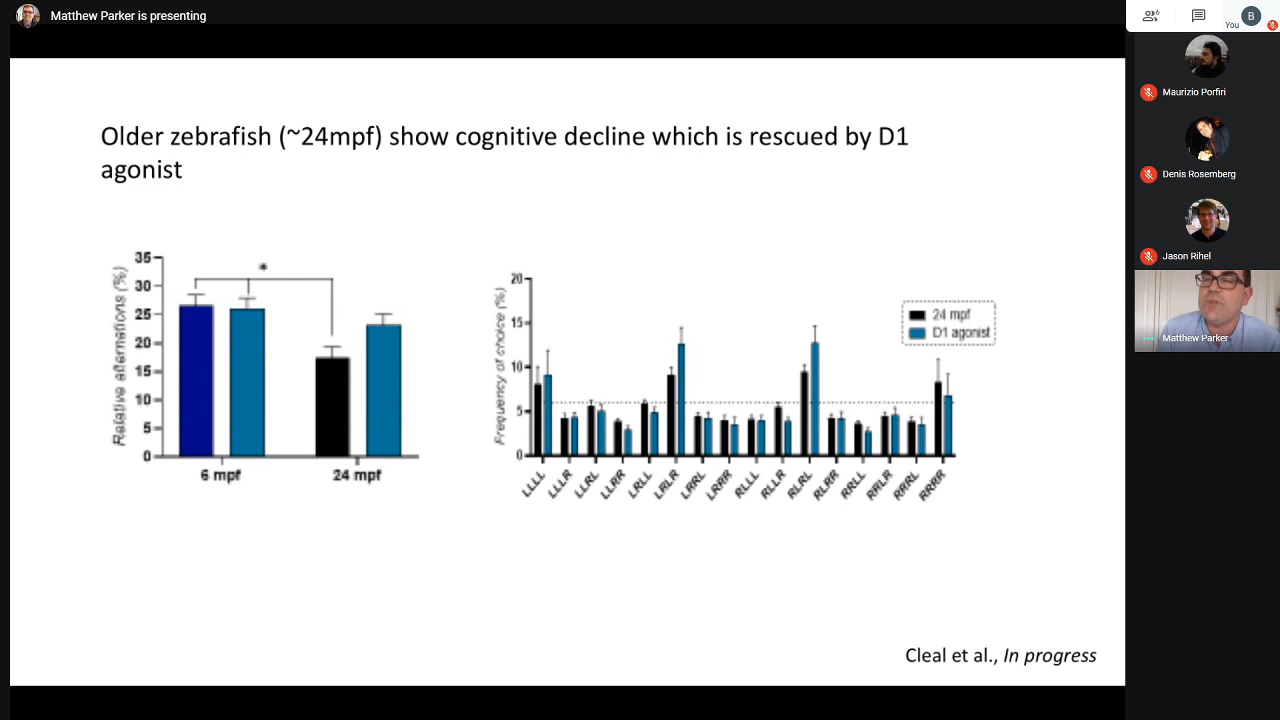 Matthew Parker is presenting
6
You
B
Maurizio Porfiri
Denis Rosemberg
Jason Rihel
Matthew Parker
Older zebrafish (~24mpf) show cognitive decline which is rescued by D1
agonist
Relative alternations (%)
35
30
25
20
15
10
5
0
*
6 mpf
24 mpf
Frequency of choice (%)
20
15
10
5
0
24 mpf
D1 agonist
LLLL
LLLR
LLRL
LLRR
LRLL
LRLR
LRRL
LRRR
RLLL
RLLR
RLRL
RLRR
RRLL
RRLR
RRRL
RRRR
Cleal et al., In progress